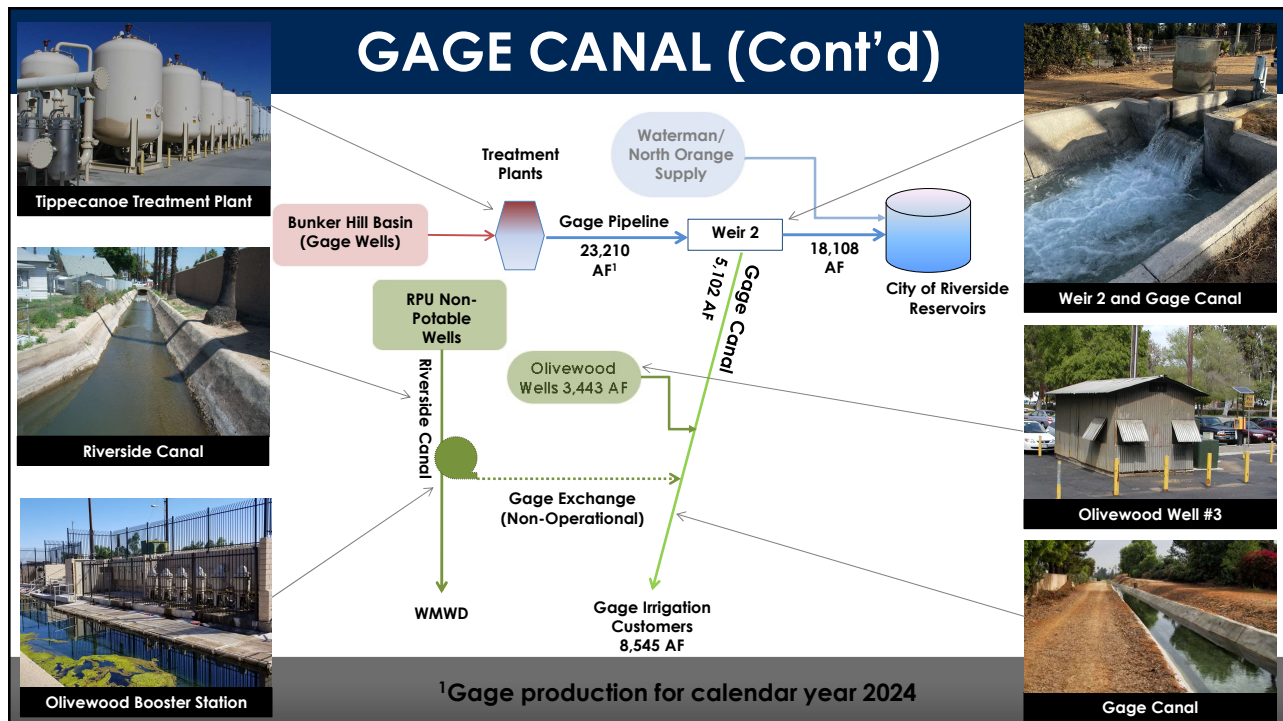 GAGE CANAL (Cont’d)
Tippecanoe Treatment Plant
Riverside Canal
Olivewood Booster Station
Bunker Hill Basin
(Gage Wells)
Treatment
Plants
Gage Pipeline
23,210
AF¹
Waterman/
North Orange
Supply
Weir 2
18,108
AF
City of Riverside
Reservoirs
Gage Canal
5,102 AF
RPU Non-
Potable
Wells
Riverside Canal
Olivewood
Wells 3,443 AF
Gage Exchange
(Non-Operational)
WMWD
Gage Irrigation
Customers
8,545 AF
Weir 2 and Gage Canal
Olivewood Well #3
Gage Canal
¹Gage production for calendar year 2024